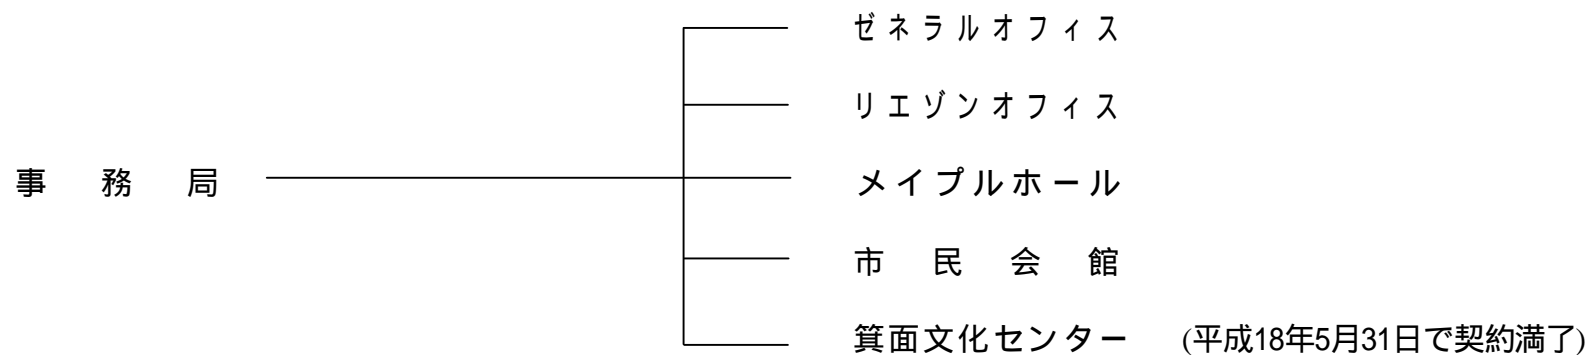 ゼネラルオフィス
リエゾンオフィス
事務局 メイプルホール
市民会館
箕面文化センター (平成18年5月31日で契約満了)